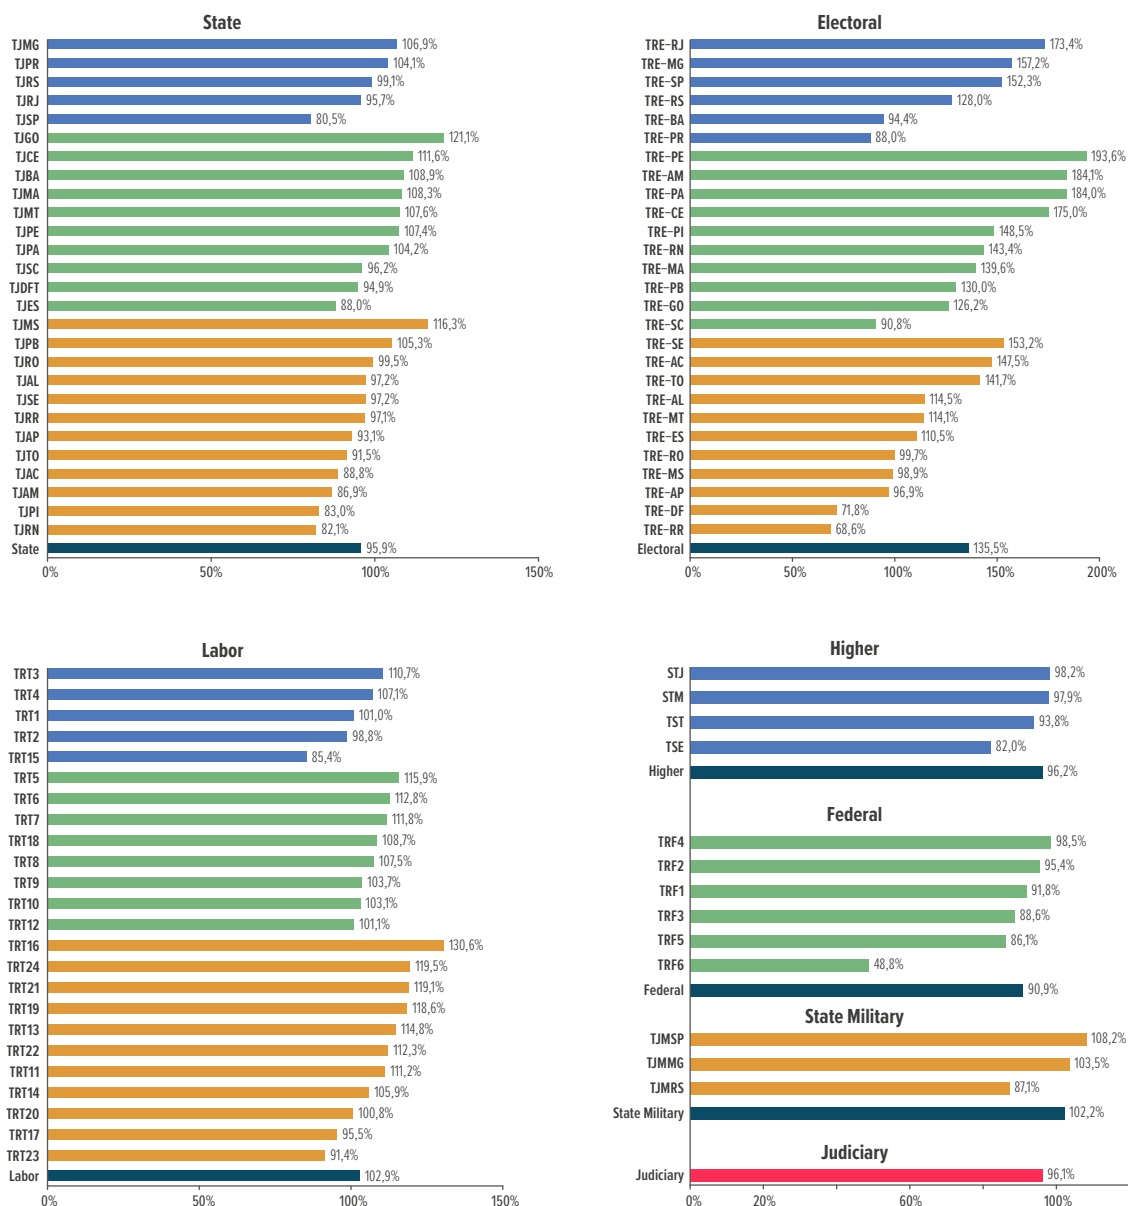 State
TJMG 106,9%
TJPR 104,1%
TJRS 99,1%
TJRJ 95,7%
TJSP 80,5%
TJGO 121,1%
TJCE 111,6%
TJBA 108,9%
TJMA 108,3%
TJMT 107,6%
TJPE 107,4%
TJPA 104,2%
TJSC 96,2%
TJDFT 94,9%
TJES 88,0%
TJMS 116,3%
TJPB 105,3%
TJRO 99,5%
TJAL 97,2%
TJSE 97,2%
TJRR 97,1%
TJAP 93,1%
TJTO 91,5%
TJAC 88,8%
TJAM 86,9%
TJPI 83,0%
TJRN 82,1%
State 95,9%
0% 50% 100% 150%
Electoral
TRE-RJ 173,4%
TRE-MG 157,2%
TRE-SP 152,3%
TRE-RS 128,0%
TRE-BA 94,4%
TRE-PR 88,0%
TRE-PE 193,6%
TRE-AM 184,1%
TRE-PA 184,0%
TRE-CE 175,0%
TRE-PI 148,5%
TRE-RN 143,4%
TRE-MA 139,6%
TRE-PB 130,0%
TRE-GO 126,2%
TRE-SC 90,8%
TRE-SE 153,2%
TRE-AC 147,5%
TRE-TO 141,7%
TRE-AL 114,5%
TRE-MT 114,1%
TRE-ES 110,5%
TRE-RO 99,7%
TRE-MS 98,9%
TRE-AP 96,9%
TRE-DF 71,8%
TRE-RR 68,6%
Electoral 135,5%
0% 50% 100% 150% 200%
Labor
TRT3 110,7%
TRT4 107,1%
TRT1 101,0%
TRT2 98,8%
TRT15 85,4%
TRT5 115,9%
TRT6 112,8%
TRT7 111,8%
TRT18 108,7%
TRT8 107,5%
TRT9 103,7%
TRT10 103,1%
TRT12 101,1%
TRT16 130,6%
TRT24 119,5%
TRT21 119,1%
TRT19 118,6%
TRT13 114,8%
TRT22 112,3%
TRT11 111,2%
TRT14 105,9%
TRT20 100,8%
TRT17 95,5%
TRT23 91,4%
Labor 102,9%
0% 50% 100% 150%
Higher
STJ 98,2%
STM 97,9%
TST 93,8%
TSE 82,0%
Higher 96,2%
Federal
TRF4 98,5%
TRF2 95,4%
TRF1 91,8%
TRF3 88,6%
TRF5 86,1%
TRF6 48,8%
Federal 90,9%
State Military
TJMSP 108,2%
TJMMG 103,5%
TJMRS 87,1%
State Military 102,2%
Judiciary
Judiciary 96,1%
0% 20% 60% 100%